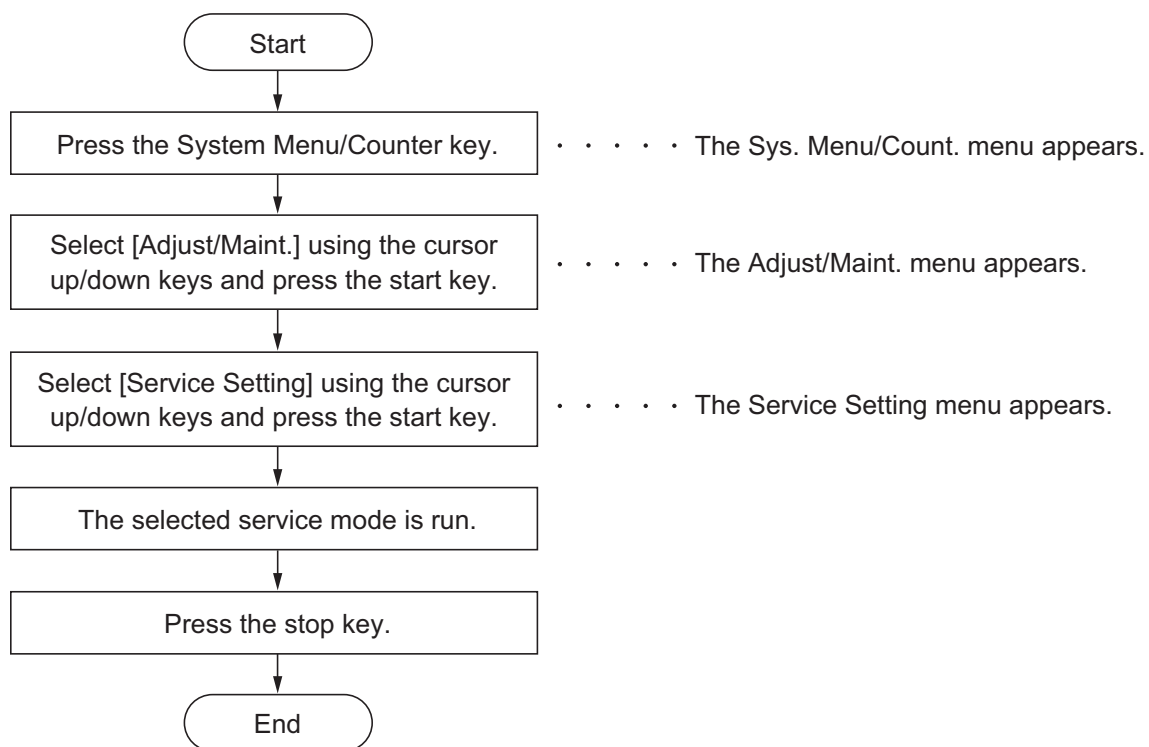 Start
Press the System Menu/Counter key.
· · · · · The Sys. Menu/Count. menu appears.
Select [Adjust/Maint.] using the cursor
up/down keys and press the start key.
· · · · · The Adjust/Maint. menu appears.
Select [Service Setting] using the cursor
up/down keys and press the start key.
· · · · · The Service Setting menu appears.
The selected service mode is run.
Press the stop key.
End